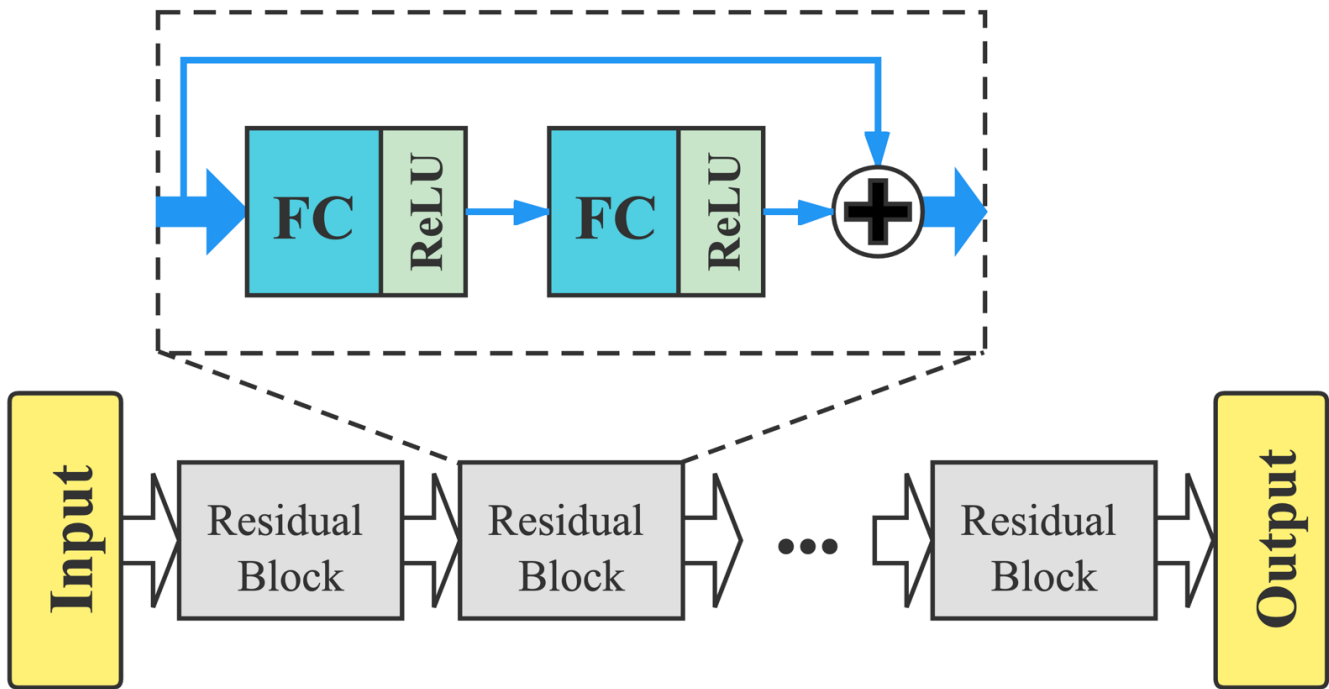 FC
ReLU
FC
ReLU
Input
Residual
Block
Residual
Block
...
Residual
Block
Output